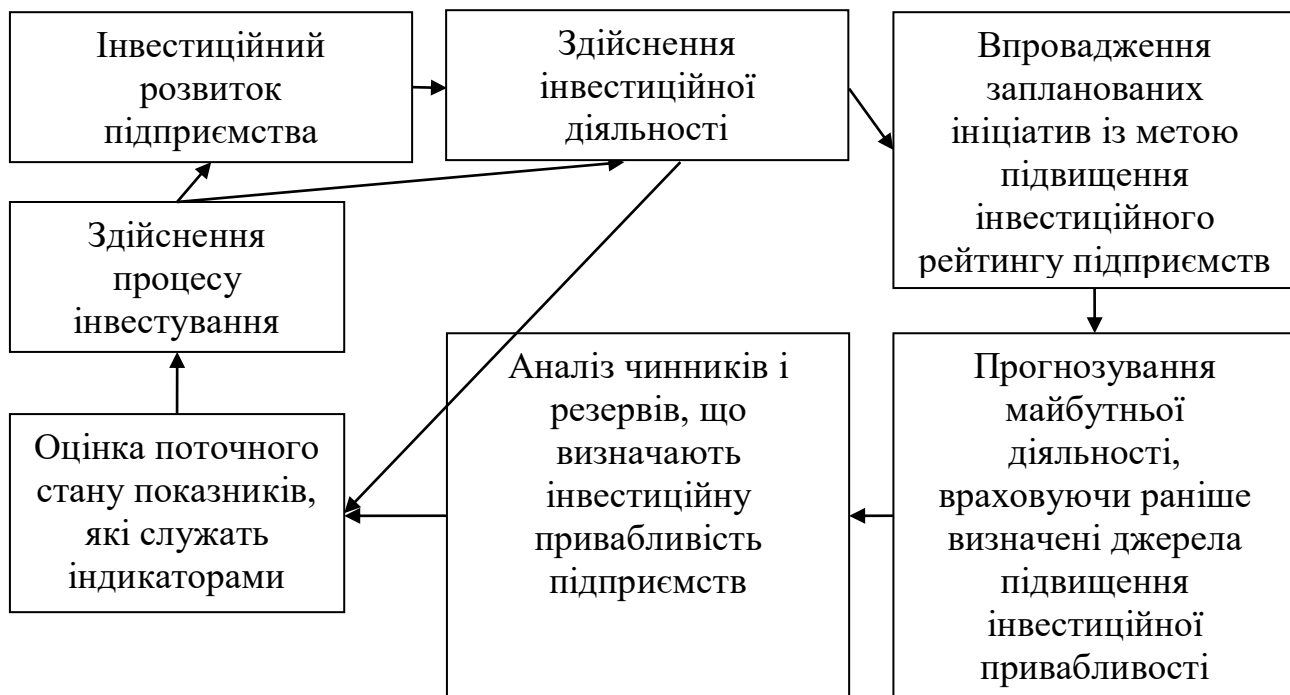 Інвестиційний
розвиток
підприємства
Здійснення
інвестиційної
діяльності
Впровадження
запланованих
ініціатив із метою
підвищення
інвестиційного
рейтингу підприємств
Здійснення
процесу
інвестування
Аналіз чинників і
резервів, що
визначають
інвестиційну
привабливість
підприємств
Прогнозування
майбутньої
діяльності,
враховуючи раніше
визначені джерела
підвищення
інвестиційної
привабливості
Оцінка поточного
стану показників,
які служать
індикаторами